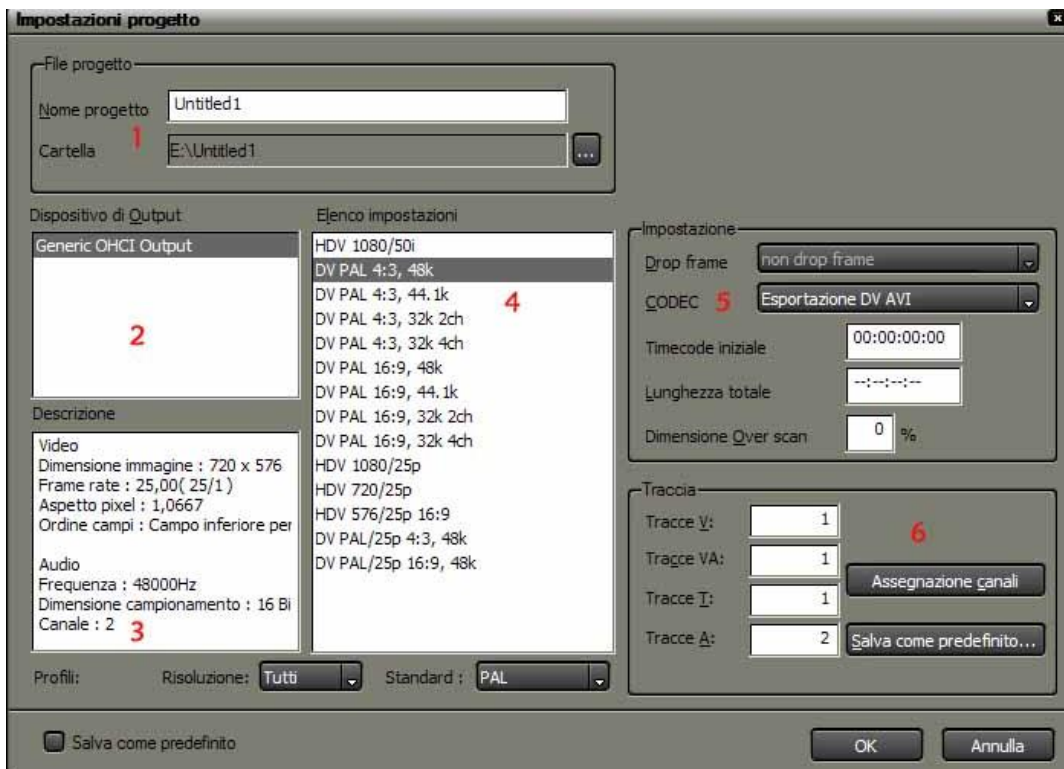 Impostazioni progetto
File progetto
Nome progetto Untitled1
1
Cartella E:\Untitled1 ...
Dispositivo di Output
Generic OHCI Output
2
Descrizione
Video
Dimensione immagine : 720 x 576
Frame rate : 25,00( 25/1 )
Aspetto pixel : 1,0667
Ordine campi : Campo inferiore per
Audio
Frequenza : 48000Hz
Dimensione campionamento : 16 Bi
Canale : 2
3
Elenco impostazioni
HDV 1080/50i
DV PAL 4:3, 48k
DV PAL 4:3, 44.1k
4
DV PAL 4:3, 32k 2ch
DV PAL 4:3, 32k 4ch
DV PAL 16:9, 48k
DV PAL 16:9, 44.1k
DV PAL 16:9, 32k 2ch
DV PAL 16:9, 32k 4ch
HDV 1080/25p
HDV 720/25p
HDV 576/25p 16:9
DV PAL/25p 4:3, 48k
DV PAL/25p 16:9, 48k
Impostazione
Drop frame non drop frame
CODEC 5 Esportazione DV AVI
Timecode iniziale 00:00:00:00
Lunghezza totale --:--:--:--
Dimensione Over scan 0 %
Traccia
Tracce V: 1
6
Tracce VA: 1
Assegnazione canali
Tracce T: 1
Tracce A: 2 Salva come predefinito...
Profili: Risoluzione: Tutti Standard : PAL
Salva come predefinito OK Annulla